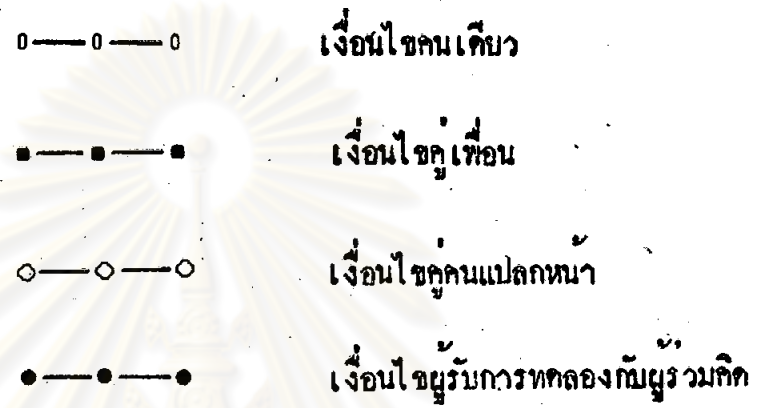 0 — 0 — 0 เงื่อนไขคนเดียว
เงื่อนไขคู่เพื่อน
เงื่อนไขคู่คนแปลกหน้า
เงื่อนไขผู้รับการทดลองกับผู้ร่วมคิด